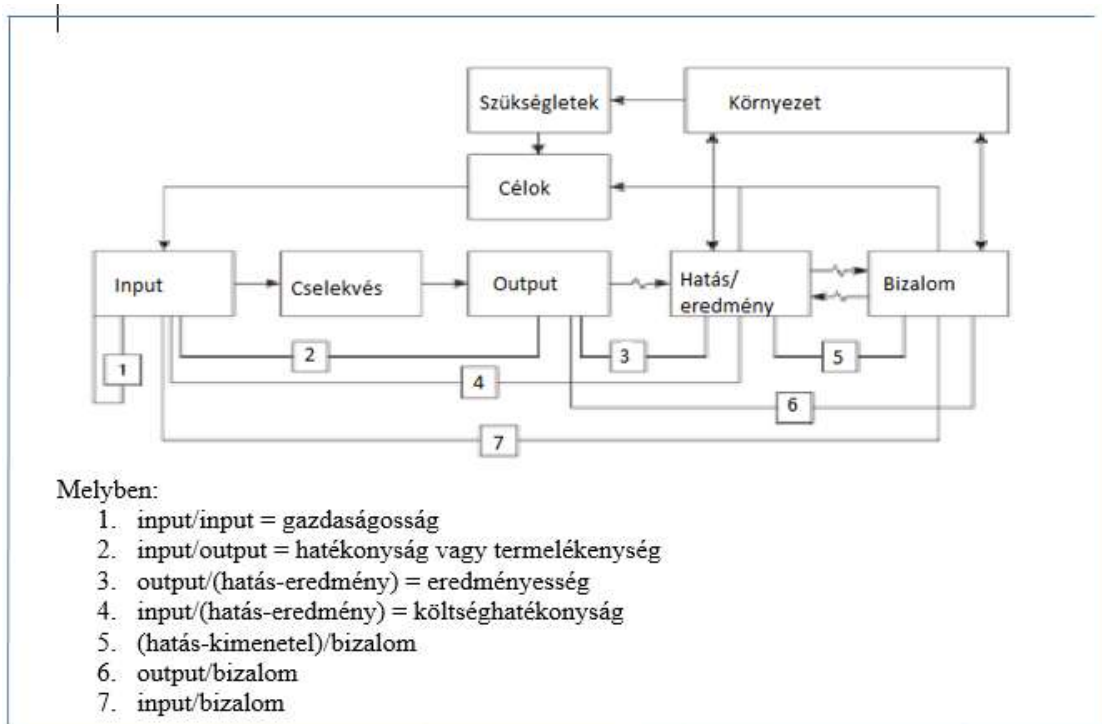 Szükségletek
Környezet
Célok
Input
Cselekvés
Output
Hatás/
eredmény
Bizalom
1
2
3
4
5
6
7
Melyben:
1. input/input = gazdaságosság
2. input/output = hatékonyság vagy termelékenység
3. output/(hatás-eredmény) = eredményesség
4. input/(hatás-eredmény) = költséghatékonyság
5. (hatás-kimenetel)/bizalom
6. output/bizalom
7. input/bizalom